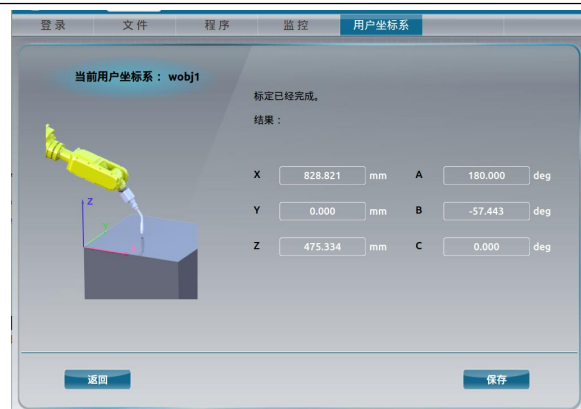 登录 文件 程序 监控 用户坐标系
当前用户坐标系： wobj1
标定已经完成。
结果：
X 828.821 mm A 180.000 deg
Y 0.000 mm B -57.443 deg
Z 475.334 mm C 0.000 deg
Z
Y
X
返回 保存